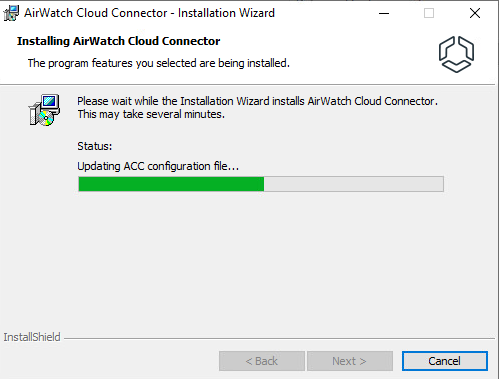 AirWatch Cloud Connector - Installation Wizard
Installing AirWatch Cloud Connector
The program features you selected are being installed.
Please wait while the Installation Wizard installs AirWatch Cloud Connector.
This may take several minutes.
Status:
Updating ACC configuration file...
InstallShield
< Back
Next >
Cancel